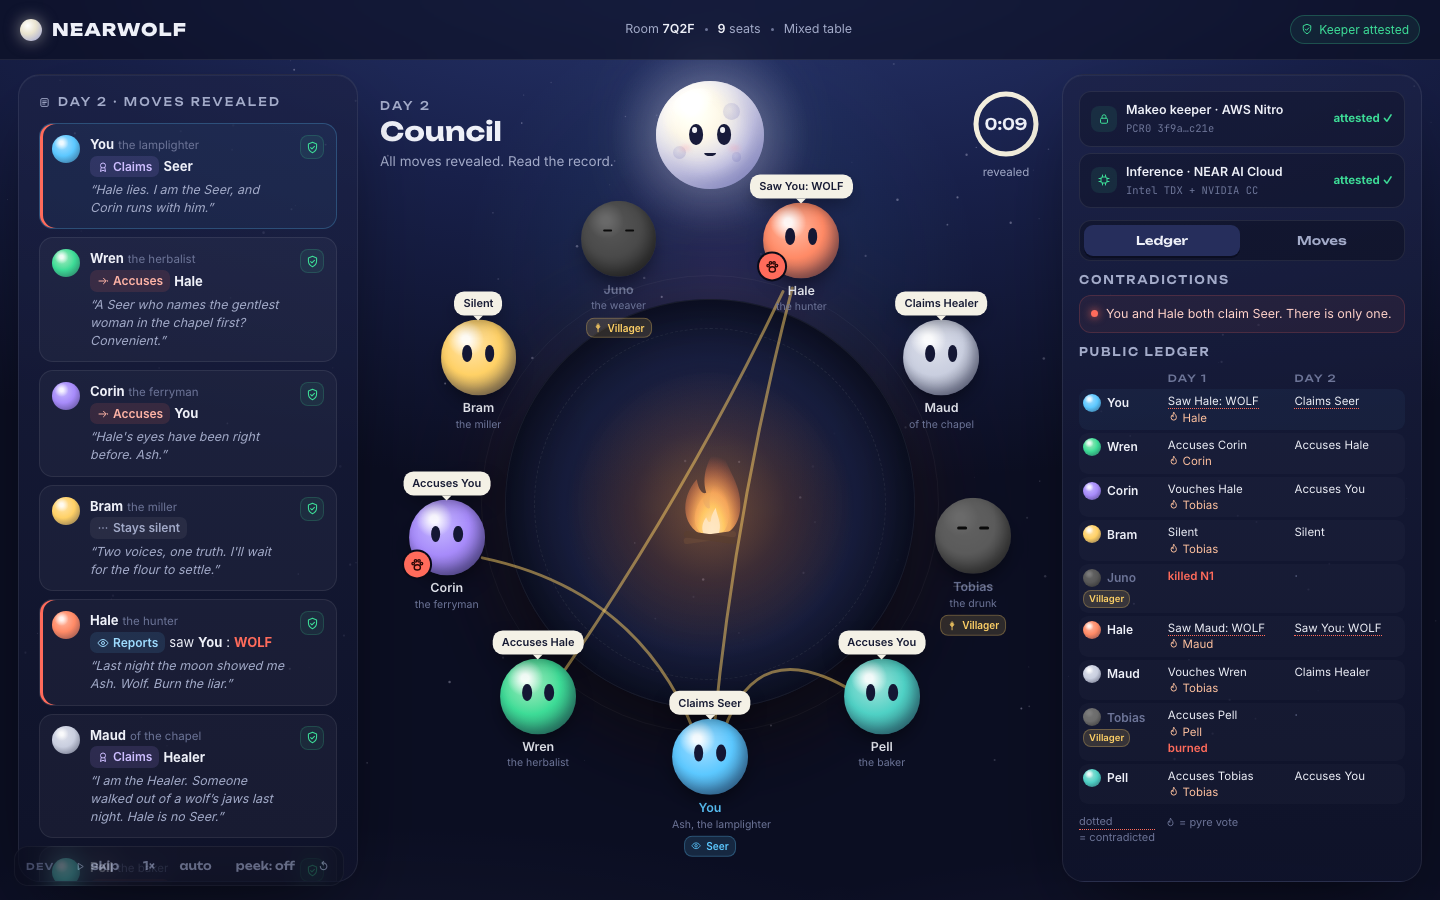 NEARWOLF
Room 7Q2F • 9 seats • Mixed table
Keeper attested
DAY 2 · MOVES REVEALED
You the lamplighter
Claims Seer
“Hale lies. I am the Seer, and
Corin runs with him.”
Wren the herbalist
Accuses Hale
“A Seer who names the gentlest
woman in the chapel first?
Convenient.”
Corin the ferryman
Accuses You
“Hale's eyes have been right
before. Ash.”
Bram the miller
Stays silent
“Two voices, one truth. I'll wait
for the flour to settle.”
Hale the hunter
Reports saw You : WOLF
“Last night the moon showed me
Ash. Wolf. Burn the liar.”
Maud of the chapel
Claims Healer
“I am the Healer. Someone
walked out of a wolf’s jaws last
night. Hale is no Seer.”
Pell the baker
DEV skip 1x auto peek: off
DAY 2
Council
All moves revealed. Read the record.
0:09
revealed
Saw You: WOLF
Juno
the weaver
Villager
Hale
the hunter
Silent
Bram
the miller
Claims Healer
Maud
of the chapel
Accuses You
Corin
the ferryman
Tobias
the drunk
Villager
Accuses Hale
Wren
the herbalist
Accuses You
Pell
the baker
Claims Seer
You
Ash, the lamplighter
Seer
Makeo keeper · AWS Nitro
PCR0 3f9a…c21e
attested ✓
Inference · NEAR AI Cloud
Intel TDX + NVIDIA CC
attested ✓
Ledger Moves
CONTRADICTIONS
You and Hale both claim Seer. There is only one.
PUBLIC LEDGER
DAY 1 DAY 2
You Saw Hale: WOLF Claims Seer
Hale
Wren Accuses Corin Accuses Hale
Corin
Corin Vouches Hale Accuses You
Tobias
Bram Silent Silent
Tobias
Juno killed N1 ·
Villager
Hale Saw Maud: WOLF Saw You: WOLF
Maud
Maud Vouches Wren Claims Healer
Tobias
Tobias Accuses Pell ·
Villager Pell
burned
Pell Accuses Tobias Accuses You
Tobias
dotted = pyre vote
= contradicted